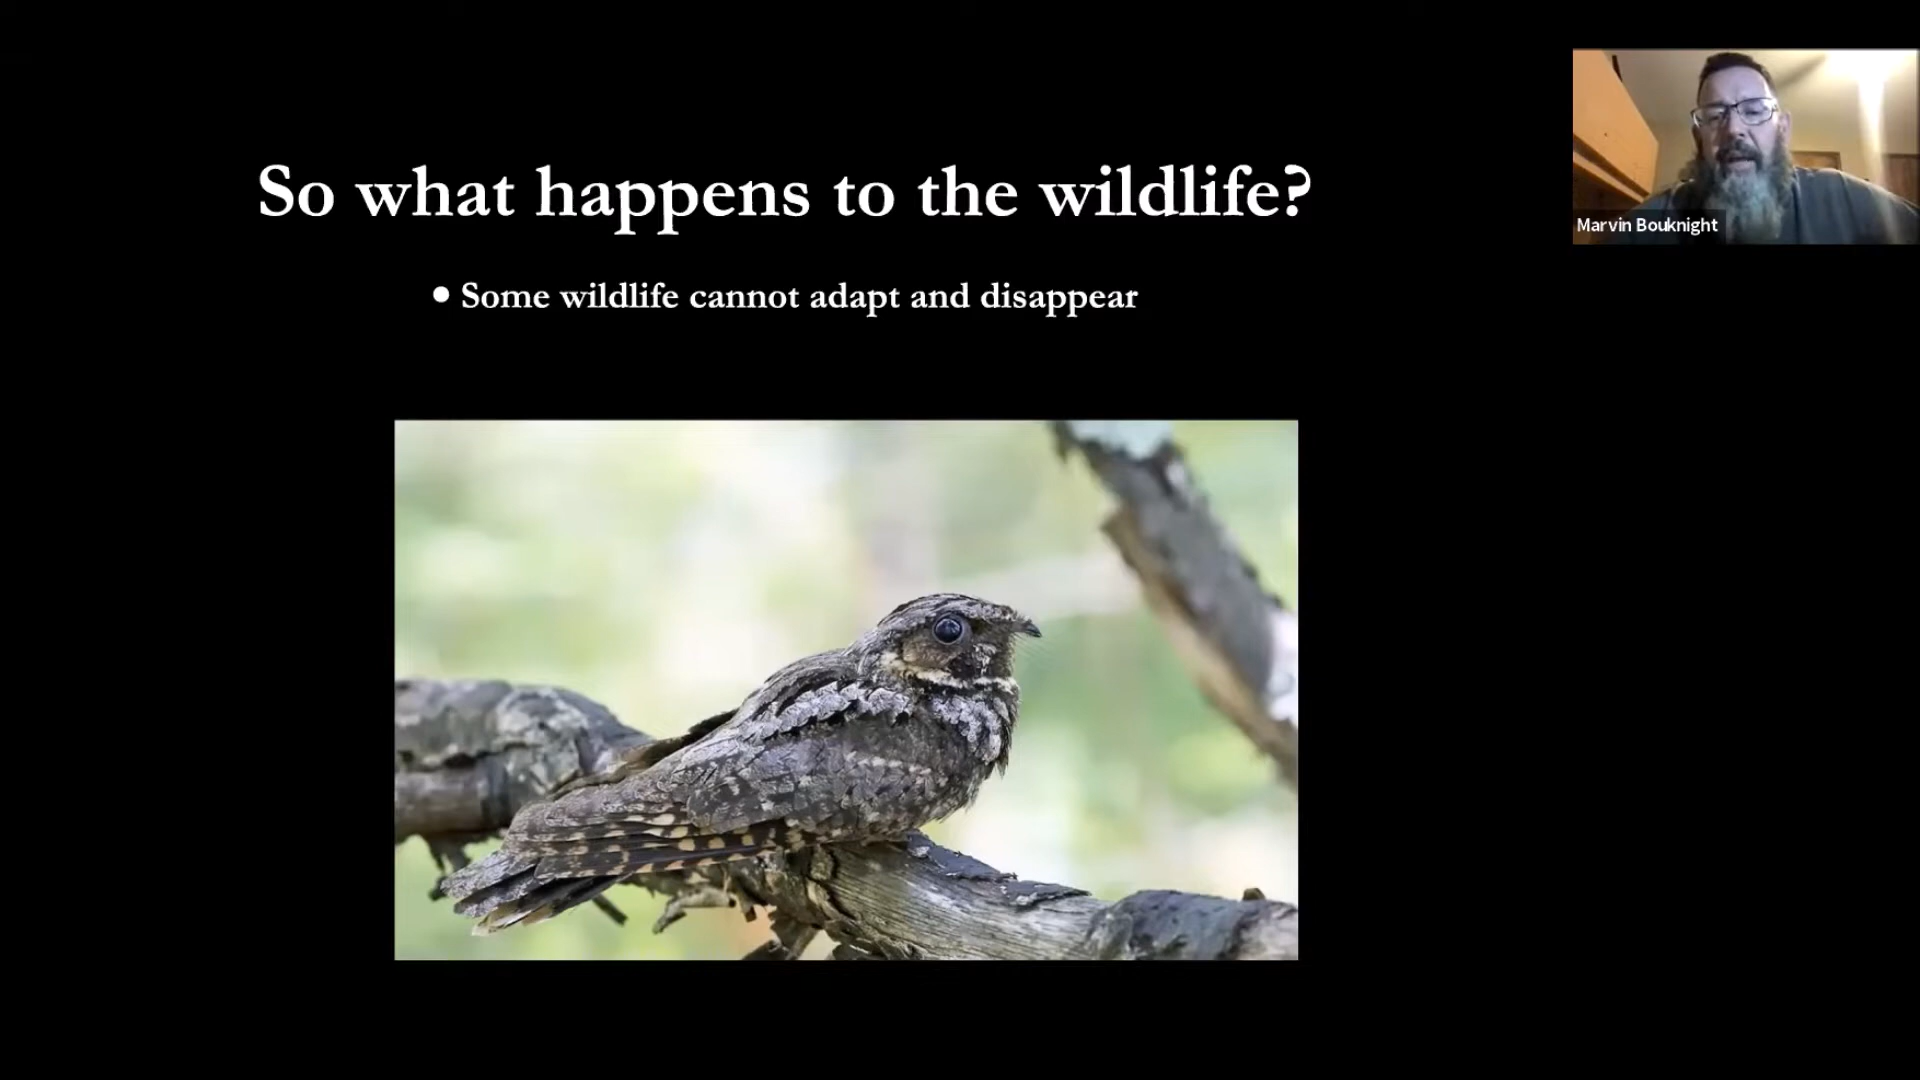 So what happens to the wildlife?
• Some wildlife cannot adapt and disappear
Marvin Bouknight